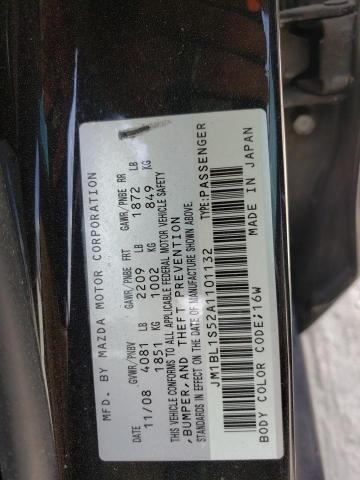 MFD. BY MAZDA MOTOR CORPORATION
GVWR/PNBV GAWR/PNBE FRT GAWR/PNBE RR
11/08 4081 LB 2209 LB 1872 LB
1851 KG 1002 KG 849 KG
THIS VEHICLE CONFORMS TO ALL APPLICABLE FEDERAL MOTOR VEHICLE SAFETY
,BUMPER,AND THEFT PREVENTION
STANDARDS IN EFFECT ON THE DATE OF MANUFACTURE SHOWN ABOVE.
JM1BL1S52A1101132 TYPE:PASSENGER
BODY COLOR CODE;16W MADE IN JAPAN